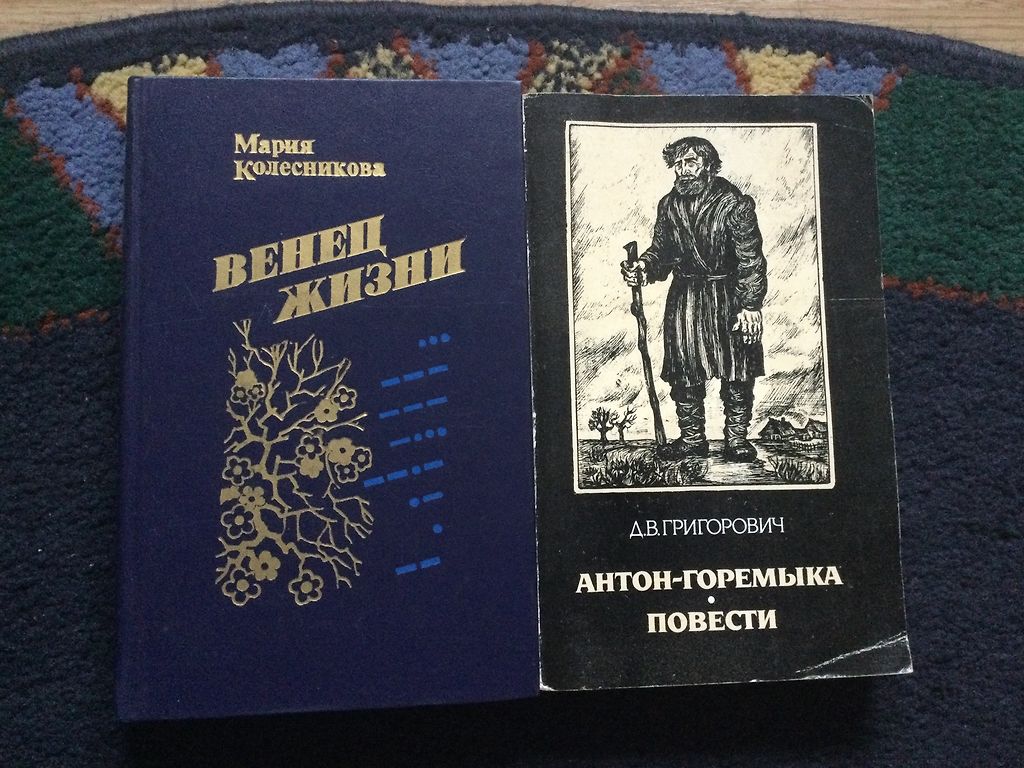 Мария
Колесникова
ВЕНЕЦ
ЖИЗНИ
Д.В.ГРИГОРОВИЧ
АНТОН-ГОРЕМЫКА
•
ПОВЕСТИ